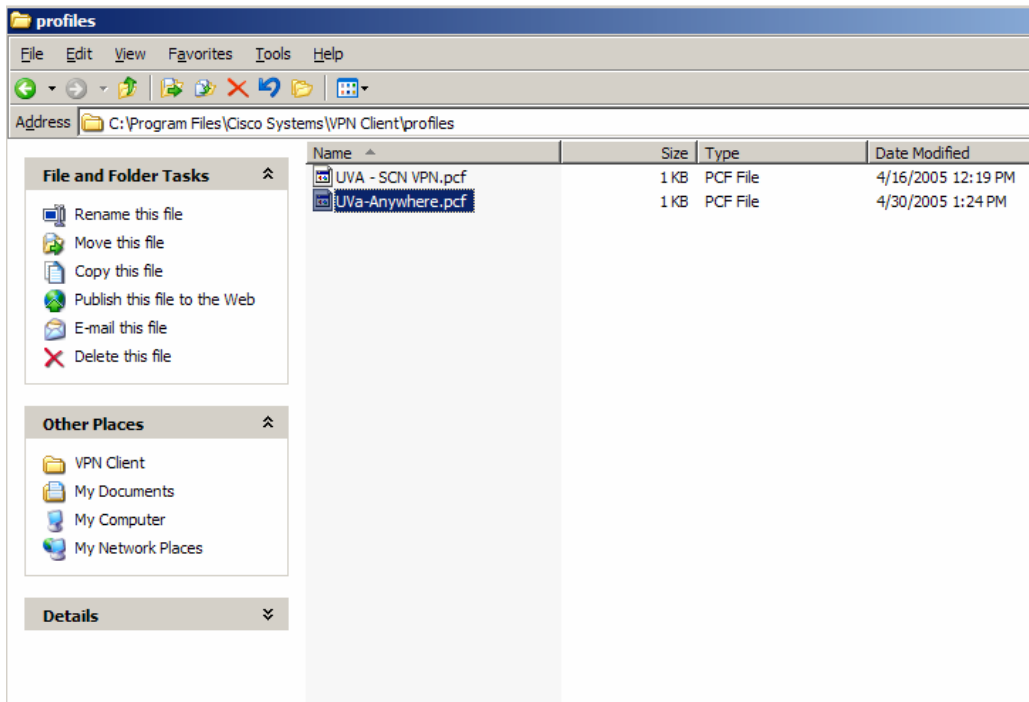 profiles
File Edit View Favorites Tools Help
Address C:\Program Files\Cisco Systems\VPN Client\profiles
Name Size Type Date Modified
UVA - SCN VPN.pcf 1 KB PCF File 4/16/2005 12:19 PM
UVa-Anywhere.pcf 1 KB PCF File 4/30/2005 1:24 PM
File and Folder Tasks
Rename this file
Move this file
Copy this file
Publish this file to the Web
E-mail this file
Delete this file
Other Places
VPN Client
My Documents
My Computer
My Network Places
Details